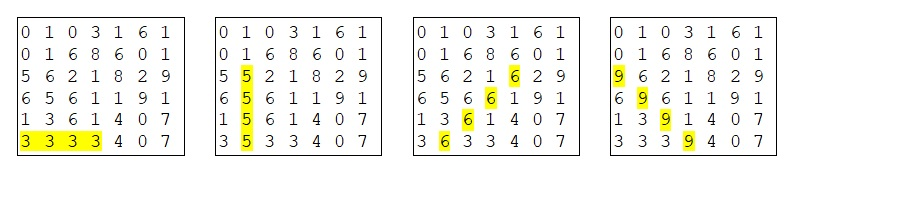 0 1 0 3 1 6 1
0 1 6 8 6 0 1
5 6 2 1 8 2 9
6 5 6 1 1 9 1
1 3 6 1 4 0 7
3 3 3 3 4 0 7
0 1 0 3 1 6 1
0 1 6 8 6 0 1
5 5 2 1 8 2 9
6 5 6 1 1 9 1
1 5 6 1 4 0 7
3 5 3 3 4 0 7
0 1 0 3 1 6 1
0 1 6 8 6 0 1
5 6 2 1 6 2 9
6 5 6 6 1 9 1
1 3 6 1 4 0 7
3 6 3 3 4 0 7
0 1 0 3 1 6 1
0 1 6 8 6 0 1
9 6 2 1 8 2 9
6 9 6 1 1 9 1
1 3 9 1 4 0 7
3 3 3 9 4 0 7